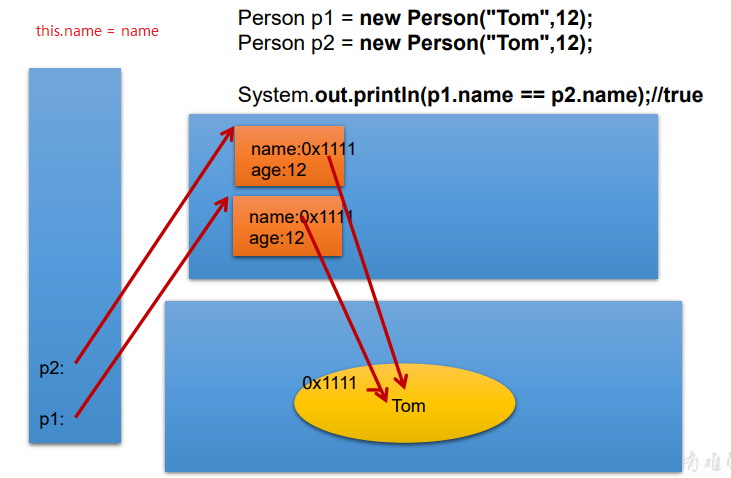 this.name = name
Person p1 = new Person("Tom",12);
Person p2 = new Person("Tom",12);
System.out.println(p1.name == p2.name);//true
name:0x1111
age:12
name:0x1111
age:12
p2:
p1:
0x1111
Tom